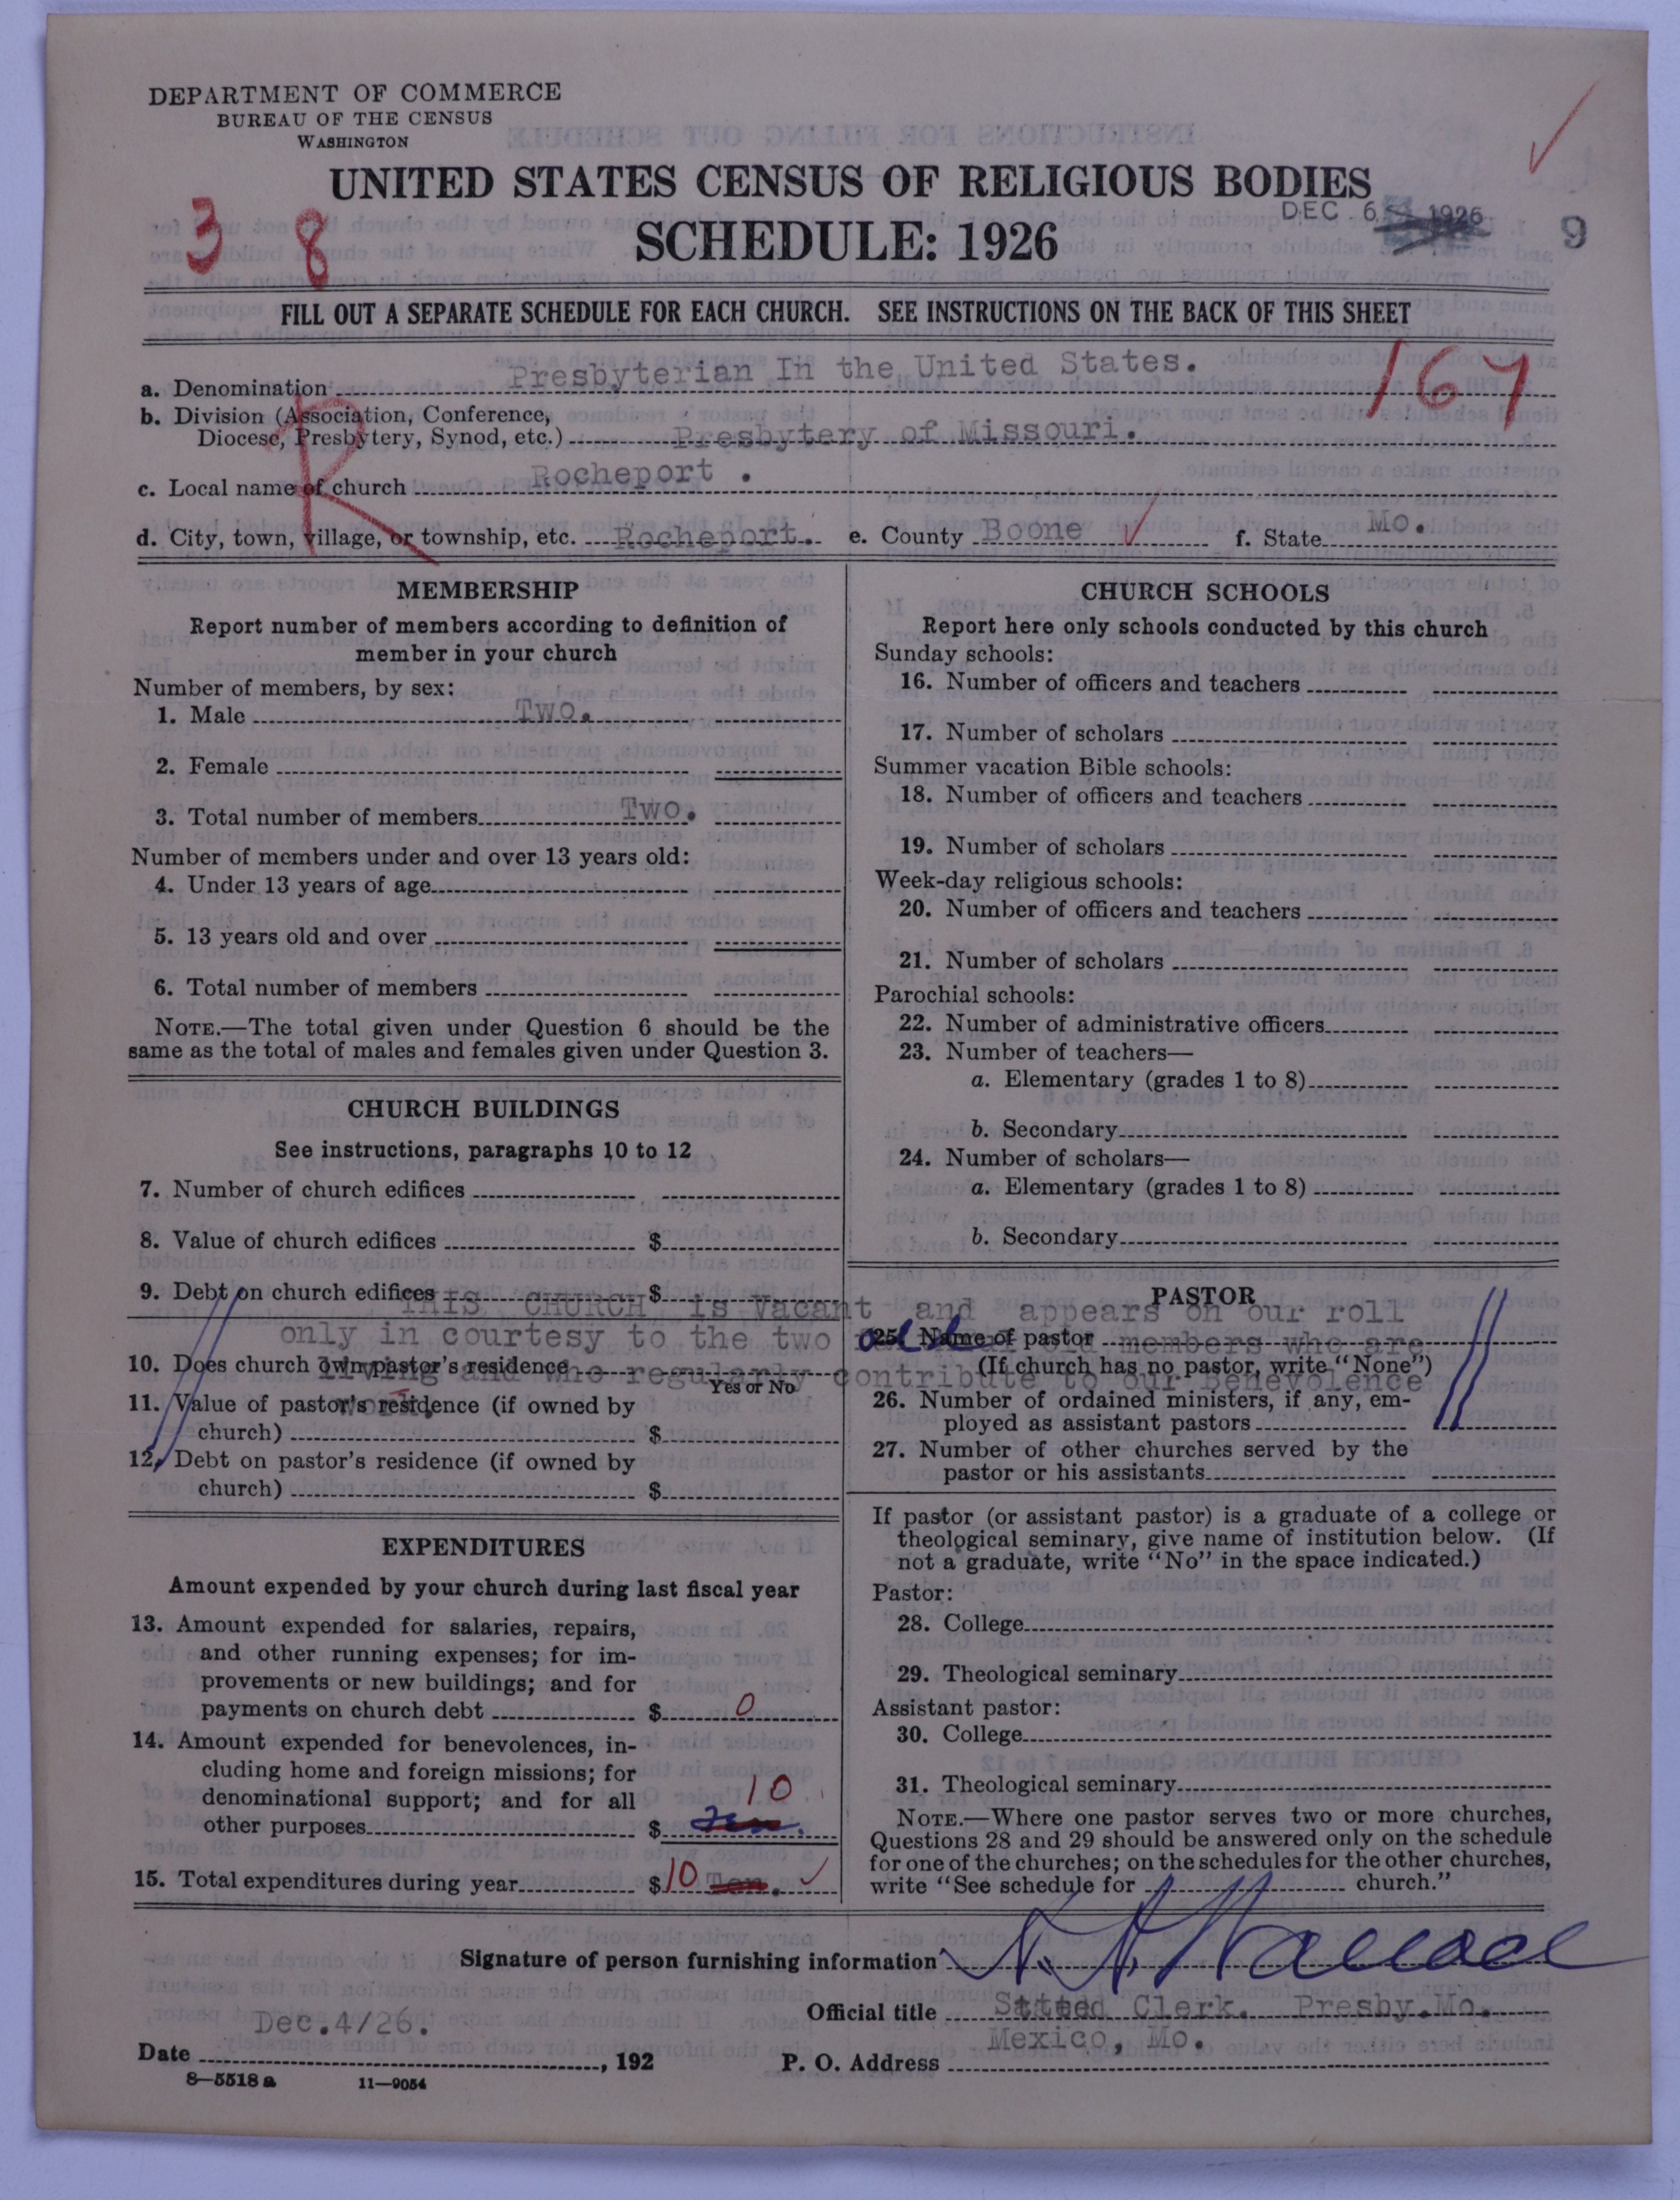 DEPARTMENT OF COMMERCE
BUREAU OF THE CENSUS
WASHINGTON
UNITED STATES CENSUS OF RELIGIOUS BODIES
SCHEDULE: 1926
DEC 6 1926
9
3 8
FILL OUT A SEPARATE SCHEDULE FOR EACH CHURCH. SEE INSTRUCTIONS ON THE BACK OF THIS SHEET
167
R
a. Denomination Presbyterian In the United States.
b. Division (Association, Conference,
Diocese, Presbytery, Synod, etc.) Presbytery of Missouri.
c. Local name of church Rocheport .
d. City, town, village, or township, etc. Rocheport. e. County Boone f. State Mo.
MEMBERSHIP
Report number of members according to definition of
member in your church
Number of members, by sex:
1. Male Two.
2. Female
3. Total number of members Two.
Number of members under and over 13 years old:
4. Under 13 years of age
5. 13 years old and over
6. Total number of members
NOTE.—The total given under Question 6 should be the
same as the total of males and females given under Question 3.
CHURCH BUILDINGS
See instructions, paragraphs 10 to 12
7. Number of church edifices
8. Value of church edifices $
9. Debt on church edifices $
THIS CHURCH is Vacant and appears on our roll
only in courtesy to the two old members who are
living and who regularly contribute to our Benevolence
work.
10. Does church own pastor's residence
Yes or No
11. Value of pastor's residence (if owned by
church) $
12. Debt on pastor's residence (if owned by
church) $
EXPENDITURES
Amount expended by your church during last fiscal year
13. Amount expended for salaries, repairs,
and other running expenses; for im-
provements or new buildings; and for
payments on church debt $ 0
14. Amount expended for benevolences, in-
cluding home and foreign missions; for
denominational support; and for all
other purposes $ Ten. 10
15. Total expenditures during year $ 10 Ten.
CHURCH SCHOOLS
Report here only schools conducted by this church
Sunday schools:
16. Number of officers and teachers
17. Number of scholars
Summer vacation Bible schools:
18. Number of officers and teachers
19. Number of scholars
Week-day religious schools:
20. Number of officers and teachers
21. Number of scholars
Parochial schools:
22. Number of administrative officers
23. Number of teachers—
a. Elementary (grades 1 to 8)
b. Secondary
24. Number of scholars—
a. Elementary (grades 1 to 8)
b. Secondary
PASTOR
25. Name of pastor
(If church has no pastor, write "None")
26. Number of ordained ministers, if any, em-
ployed as assistant pastors
27. Number of other churches served by the
pastor or his assistants
If pastor (or assistant pastor) is a graduate of a college or
theological seminary, give name of institution below. (If
not a graduate, write "No" in the space indicated.)
Pastor:
28. College
29. Theological seminary
Assistant pastor:
30. College
31. Theological seminary
NOTE.—Where one pastor serves two or more churches,
Questions 28 and 29 should be answered only on the schedule
for one of the churches; on the schedules for the other churches,
write "See schedule for church."
Signature of person furnishing information Wallace
Official title Stated Clerk. Presby.Mo.
Date Dec.4/26. , 192
P. O. Address Mexico, Mo.
8—5518 a 11—9054